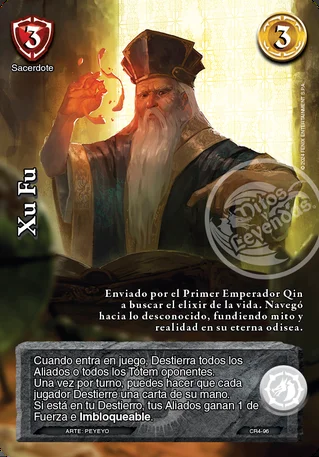 3
3
Sacerdote
© 2024 FENIX ENTERTAINMENT S.P.A.
Xu Fu
Mitos
Leyendas
Enviado por el Primer Emperador Qin
a buscar el elixir de la vida. Navegó
hacia lo desconocido, fundiendo mito y
realidad en su eterna odisea.
Cuando entra en juego, Destierra todos los
Aliados o todos los Tótem oponentes.
Una vez por turno, puedes hacer que cada
jugador Destierre una carta de su mano.
Si está en tu Destierro, tus Aliados ganan 1 de
Fuerza e Imbloqueable.
ARTE: PEYEYO
CR4-96